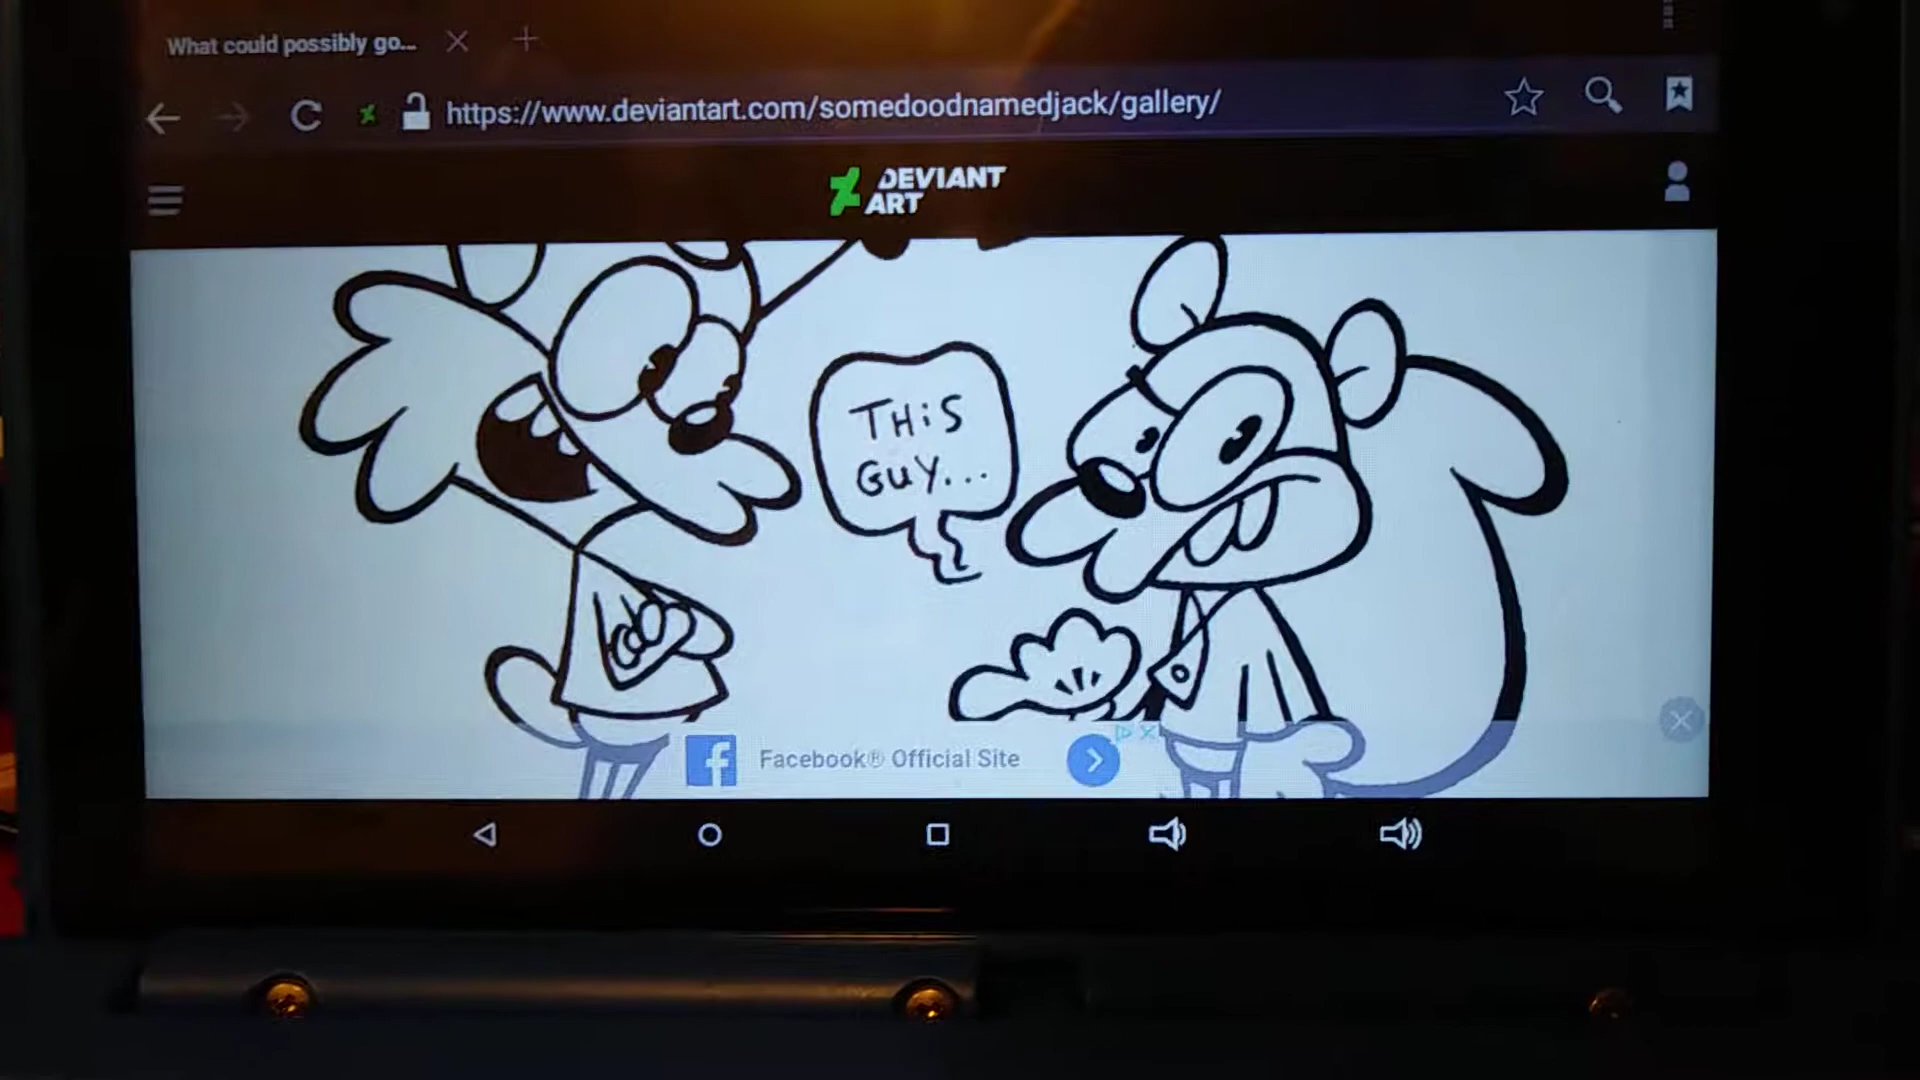 What could possibly go...
https://www.deviantart.com/somedoodnamedjack/gallery/
DEVIANT
ART
THiS
GUY...
Facebook® Official Site